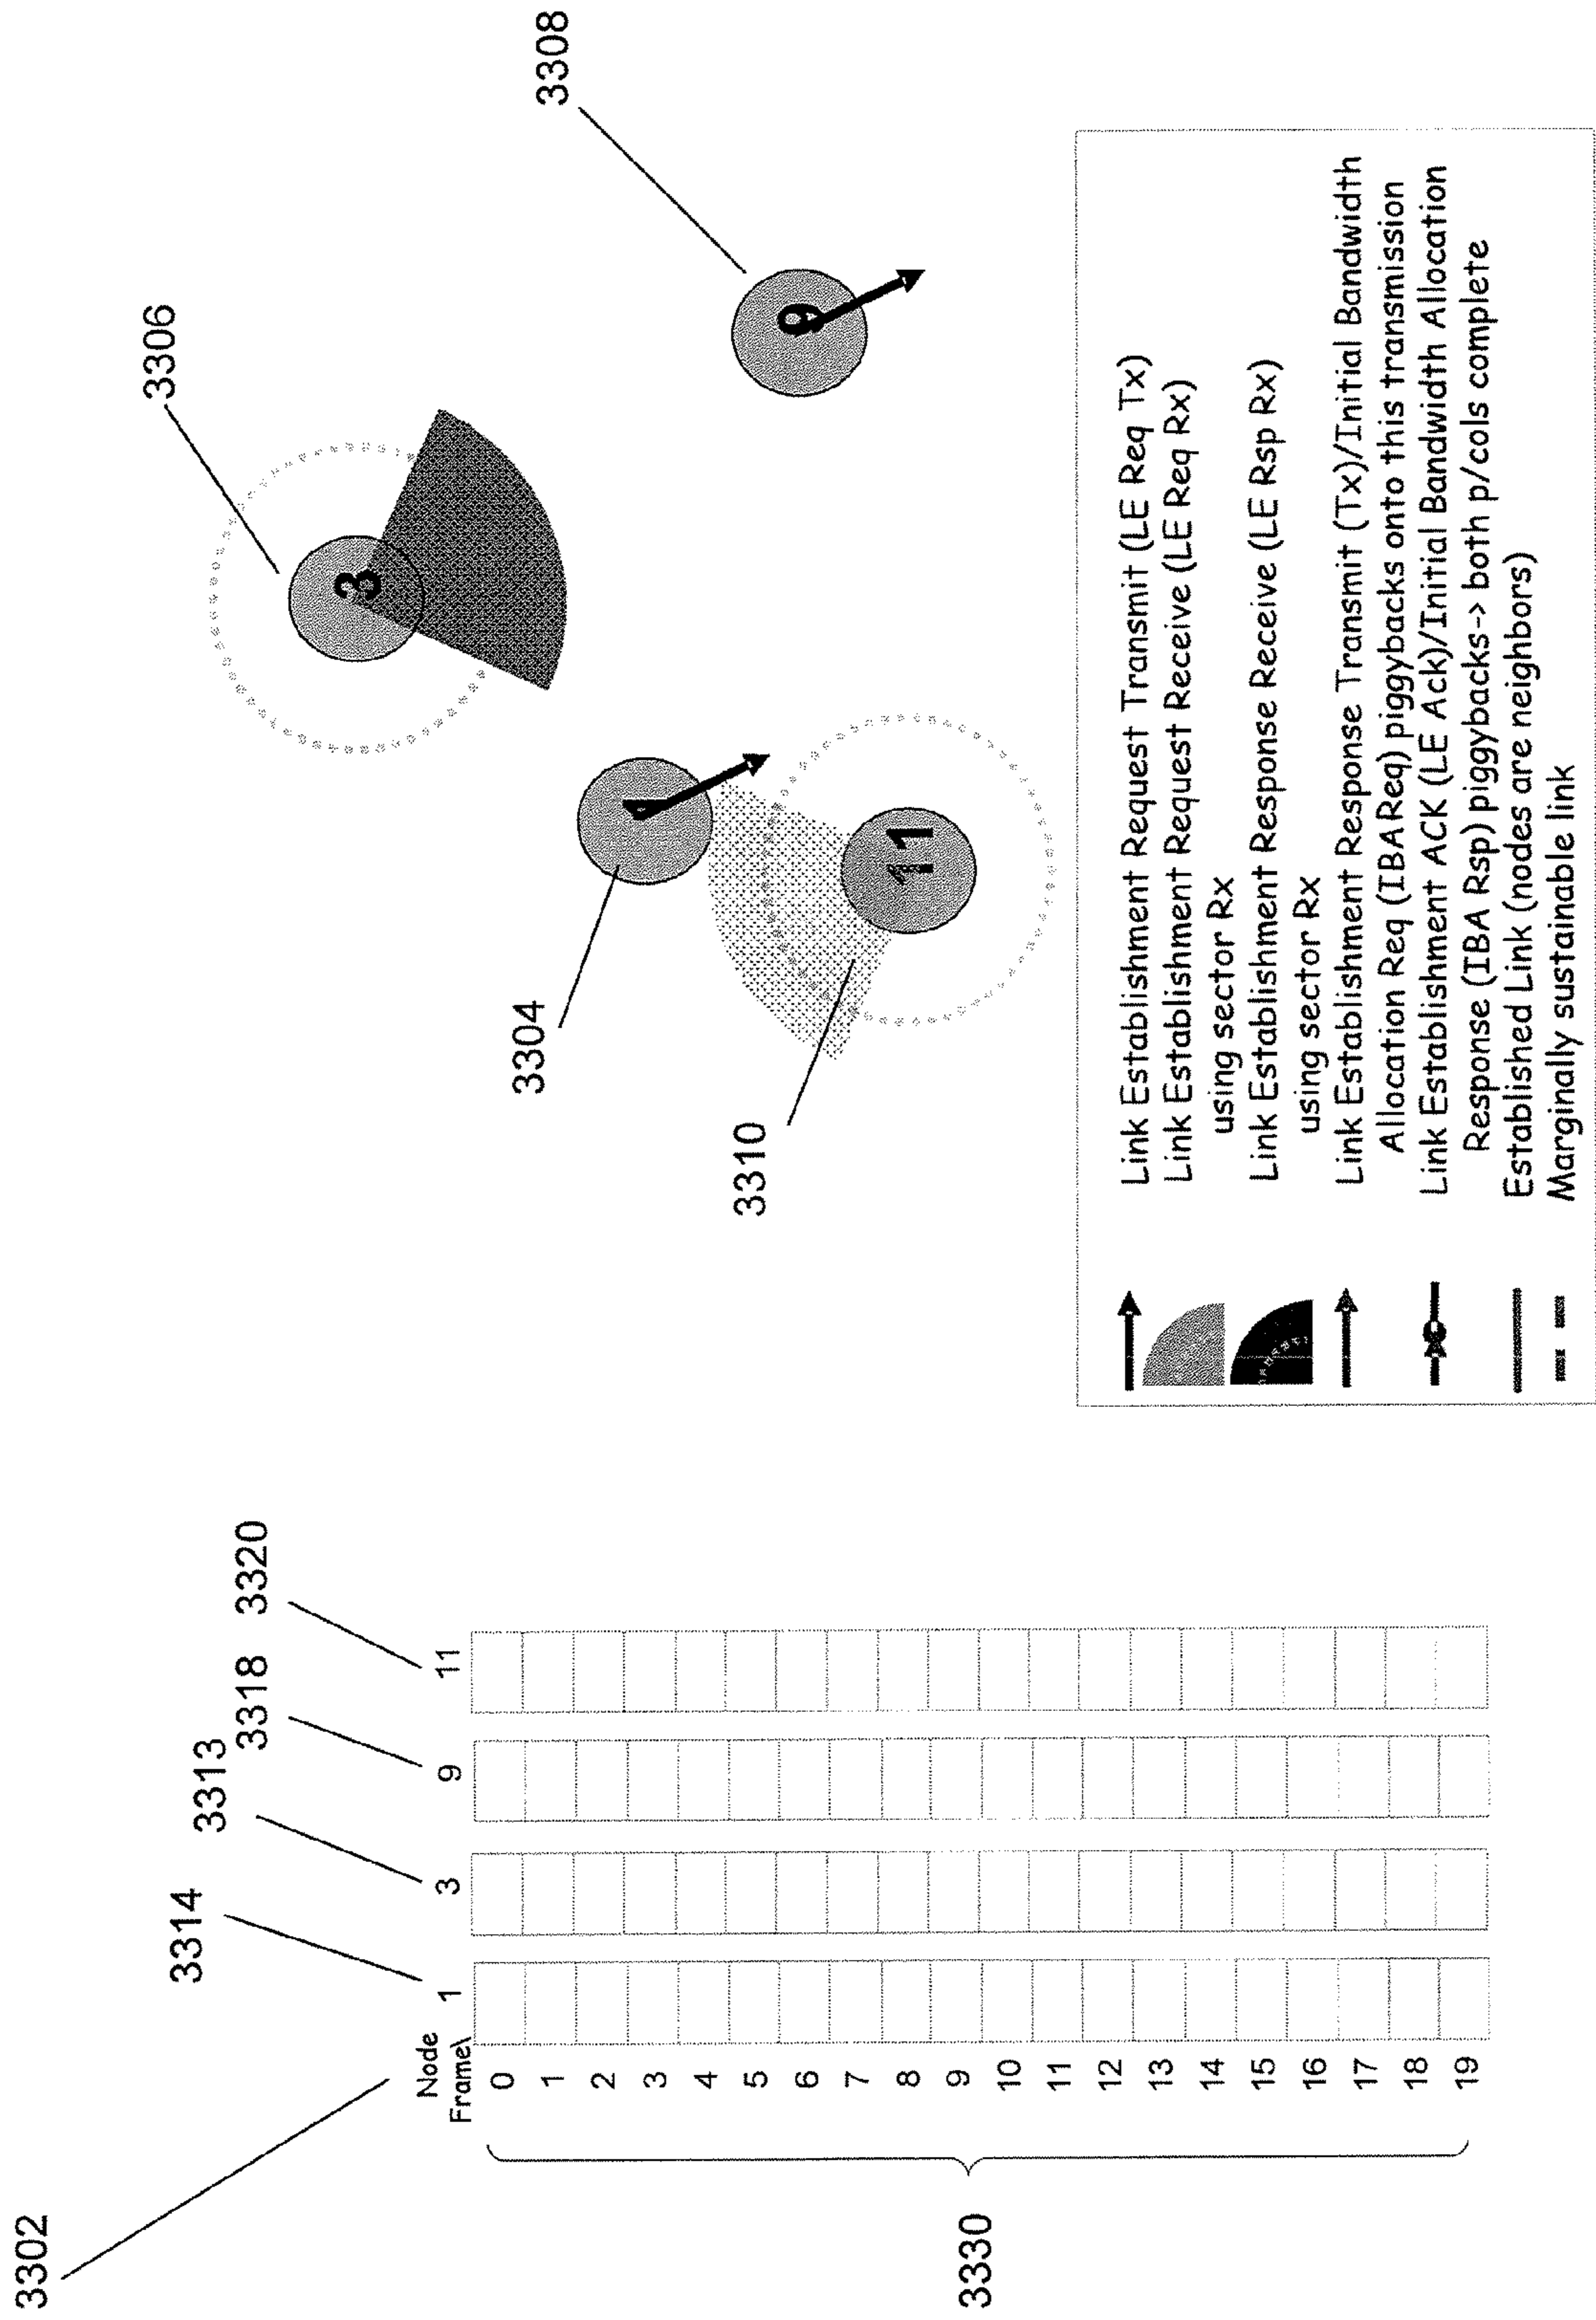 3302
3314
3313
3318
3320
Node
Frame\
1
3
9
11
0
1
2
3
4
5
6
7
8
9
10
11
12
13
14
15
16
17
18
19
3330
3306
3308
3304
3310
3
9
1
11
Link Establishment Request Transmit (LE Req Tx)
Link Establishment Request Receive (LE Req Rx)
using sector Rx
Link Establishment Response Receive (LE Rsp Rx)
using sector Rx
Link Establishment Response Transmit (Tx)/Initial Bandwidth
Allocation Req (IBA Req) piggybacks onto this transmission
Link Establishment ACK (LE Ack)/Initial Bandwidth Allocation
Response (IBA Rsp) piggybacks-> both p/cols complete
Established Link (nodes are neighbors)
Marginally sustainable link